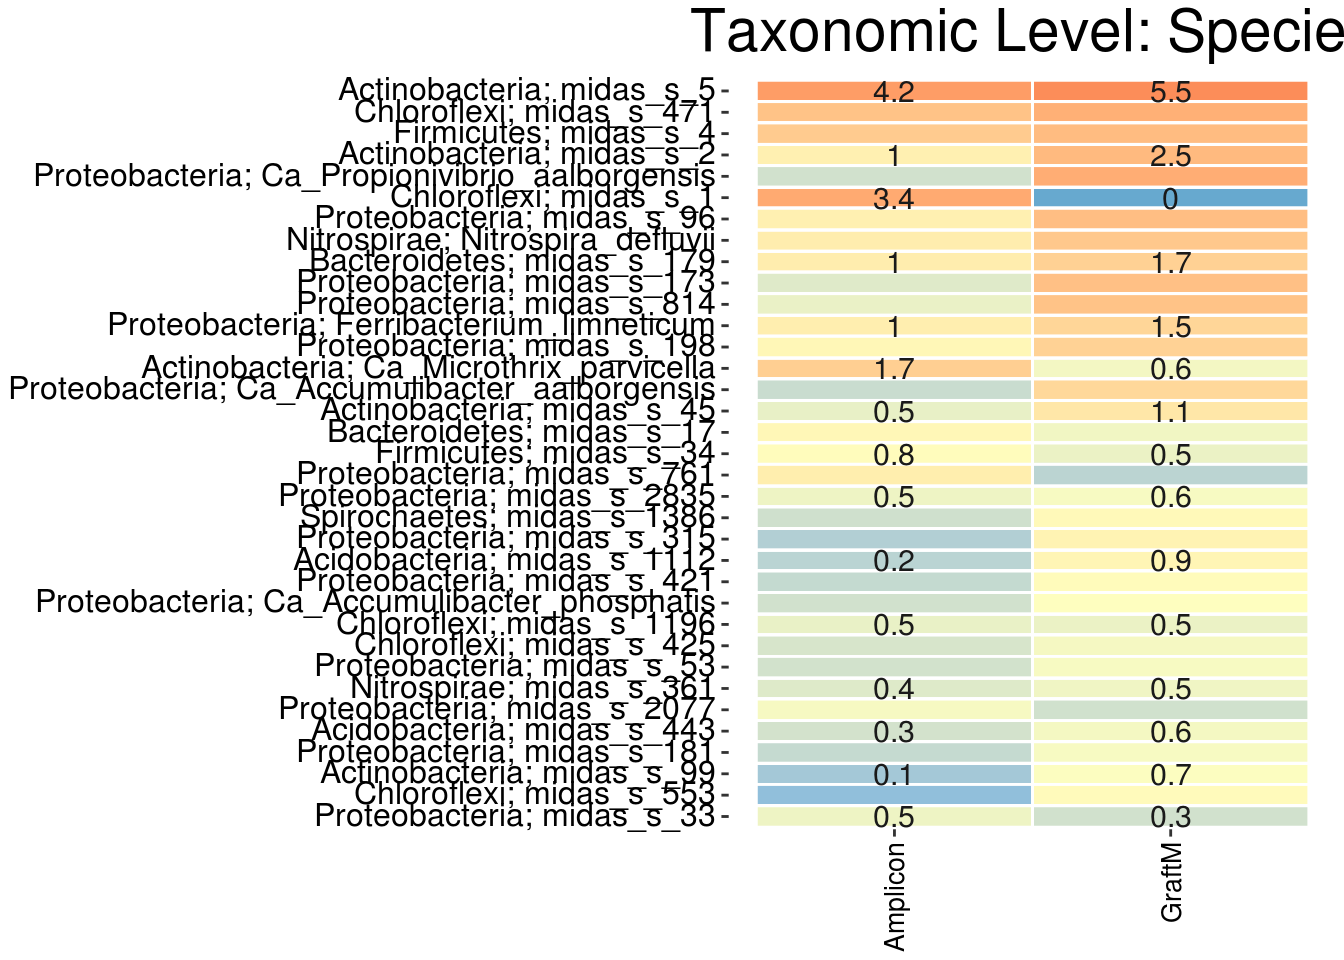 Taxonomic Level: Specie
Actinobacteria; midas_s_5 4.2 5.5
Chloroflexi; midas_s_471
Firmicutes; midas_s_4
Actinobacteria; midas_s_2 1 2.5
Proteobacteria; Ca_Propionivibrio_aalborgensis
Chloroflexi; midas_s_1 3.4 0
Proteobacteria; midas_s_96
Nitrospirae; Nitrospira_defluvii
Bacteroidetes; midas_s_179 1 1.7
Proteobacteria; midas_s_173
Proteobacteria; midas_s_814
Proteobacteria; Ferribacterium_limneticum 1 1.5
Proteobacteria; midas_s_198
Actinobacteria; Ca_Microthrix_parvicella 1.7 0.6
Proteobacteria; Ca_Accumulibacter_aalborgensis
Actinobacteria; midas_s_45 0.5 1.1
Bacteroidetes; midas_s_17
Firmicutes; midas_s_34 0.8 0.5
Proteobacteria; midas_s_761
Proteobacteria; midas_s_2835 0.5 0.6
Spirochaetes; midas_s_1386
Proteobacteria; midas_s_315
Acidobacteria; midas_s_1112 0.2 0.9
Proteobacteria; midas_s_421
Proteobacteria; Ca_Accumulibacter_phosphatis
Chloroflexi; midas_s_1196 0.5 0.5
Chloroflexi; midas_s_425
Proteobacteria; midas_s_53
Nitrospirae; midas_s_361 0.4 0.5
Proteobacteria; midas_s_2077
Acidobacteria; midas_s_443 0.3 0.6
Proteobacteria; midas_s_181
Actinobacteria; midas_s_99 0.1 0.7
Chloroflexi; midas_s_553
Proteobacteria; midas_s_33 0.5 0.3
Amplicon
GraftM